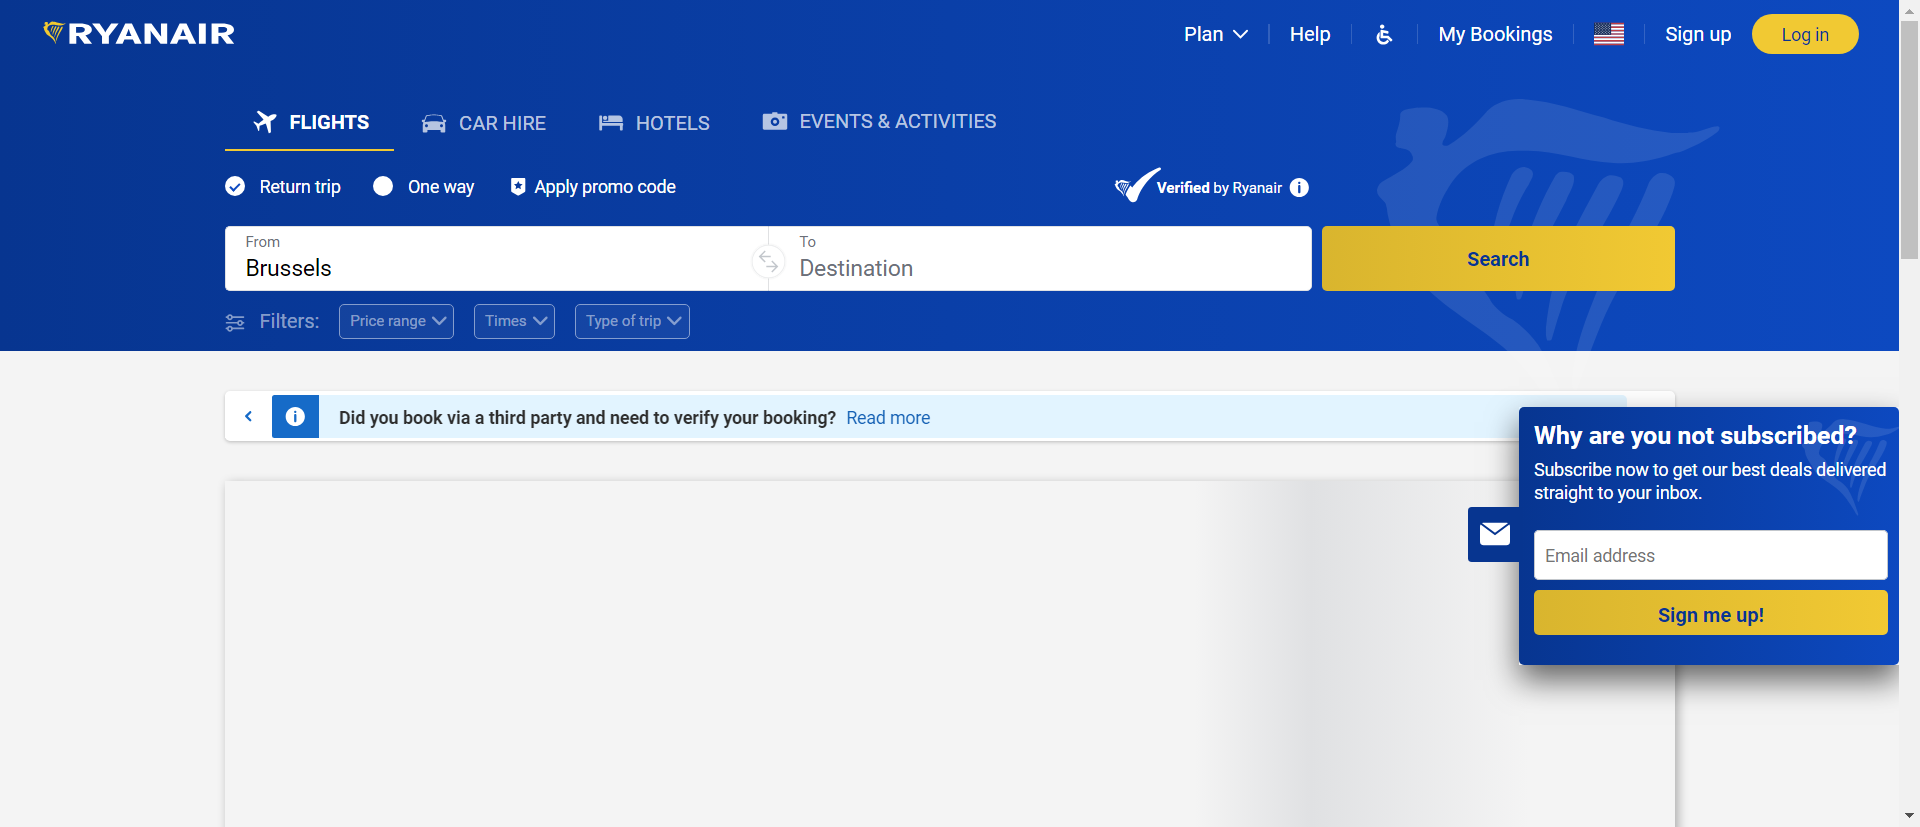 RYANAIR
Plan
Help
My Bookings
Sign up
Log in
FLIGHTS
CAR HIRE
HOTELS
EVENTS & ACTIVITIES
Return trip
One way
Apply promo code
Verified by Ryanair
From
Brussels
To
Destination
Search
Filters:
Price range
Times
Type of trip
Did you book via a third party and need to verify your booking? Read more
Why are you not subscribed?
Subscribe now to get our best deals delivered
straight to your inbox.
Email address
Sign me up!